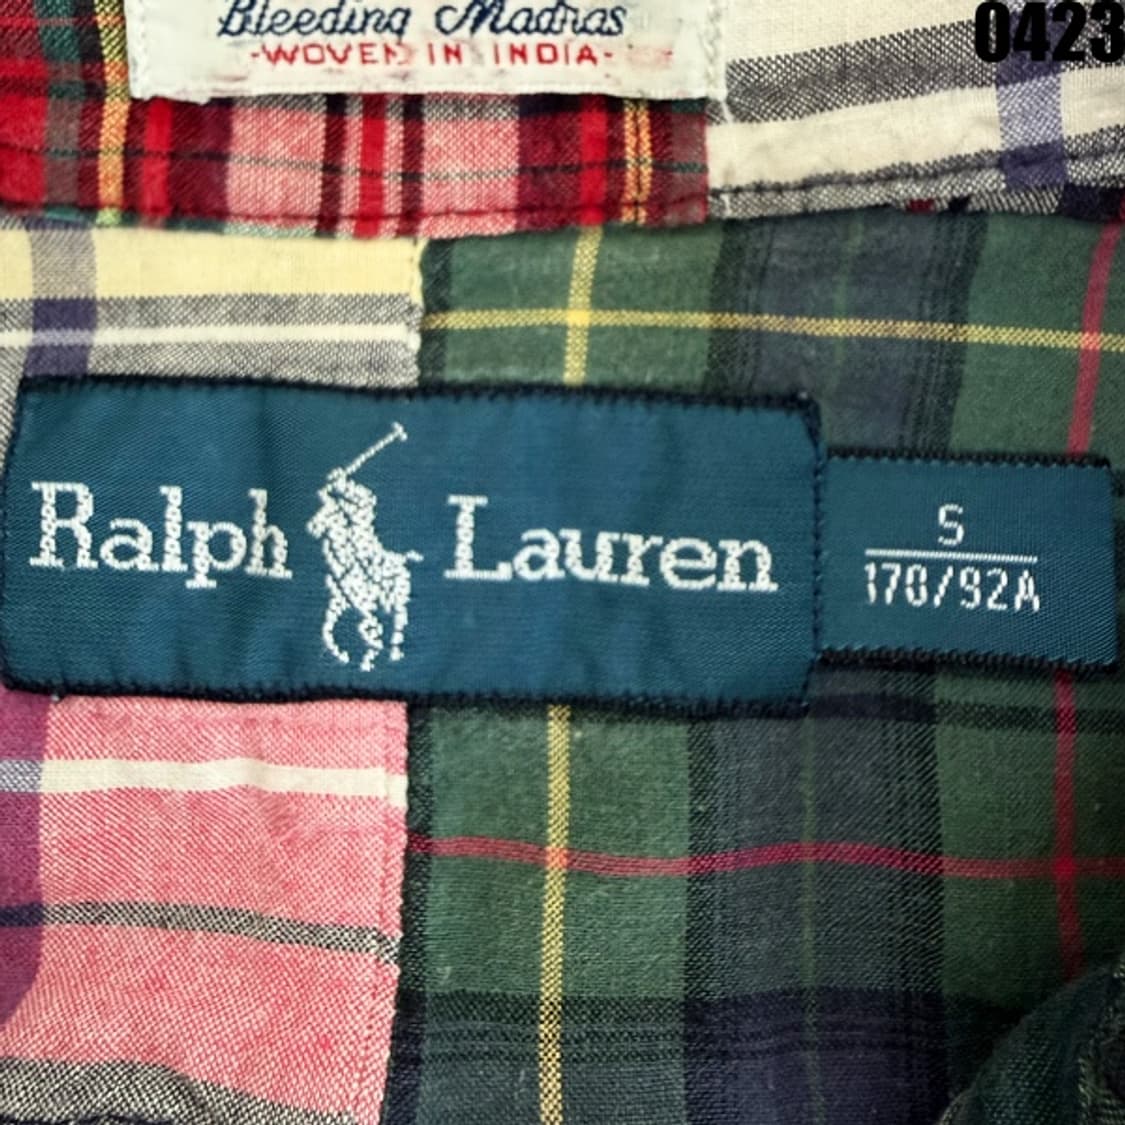 Bleeding Madras
0423
-WOVEN IN INDIA-
Ralph Lauren
S
170/92A